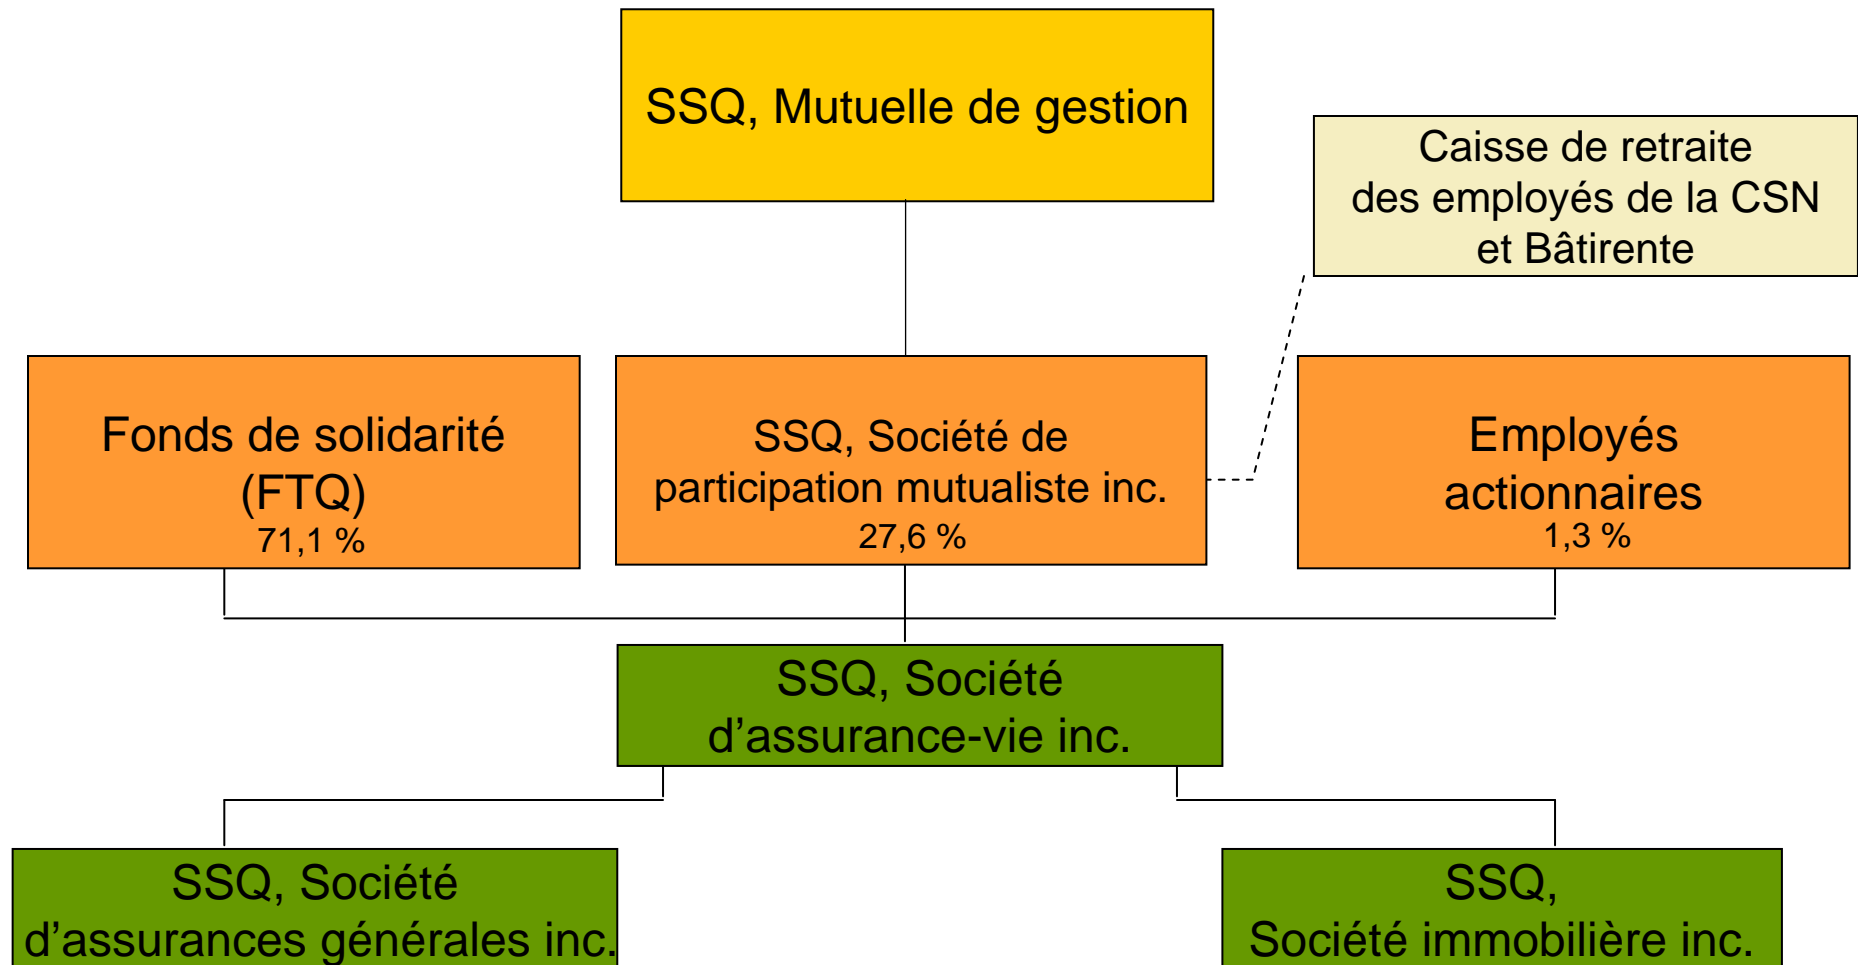 SSQ, Mutuelle de gestion
Caisse de retraite
des employés de la CSN
et Bâtirente
Fonds de solidarité
(FTQ)
71,1 %
SSQ, Société de
participation mutualiste inc.
27,6 %
Employés
actionnaires
1,3 %
SSQ, Société
d’assurance-vie inc.
SSQ, Société
d’assurances générales inc.
SSQ,
Société immobilière inc.